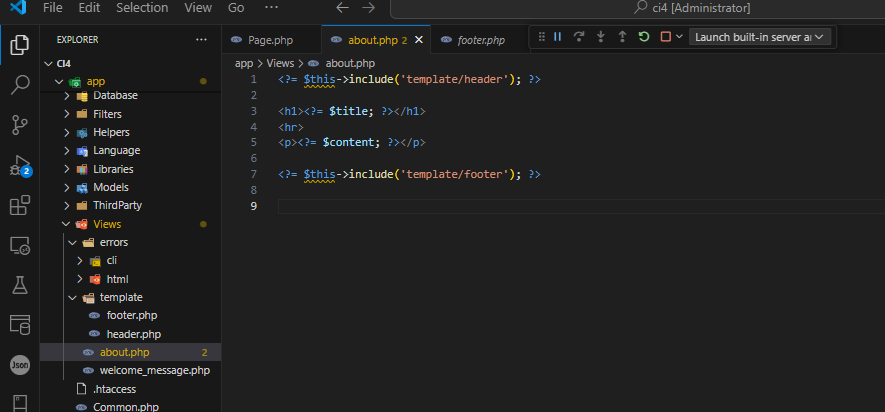 File Edit Selection View Go ··· ci4 [Administrator]
EXPLORER ···
Page.php about.php 2 footer.php Launch built-in server a
CI4
app
Database
Filters
Helpers
Language
Libraries
Models
ThirdParty
Views
errors
cli
html
template
footer.php
header.php
about.php 2
welcome_message.php
.htaccess
Common.php
2
Json
app > Views > about.php
1 <?= $this->include('template/header'); ?>
2
3 <h1><?= $title; ?></h1>
4 <hr>
5 <p><?= $content; ?></p>
6
7 <?= $this->include('template/footer'); ?>
8
9